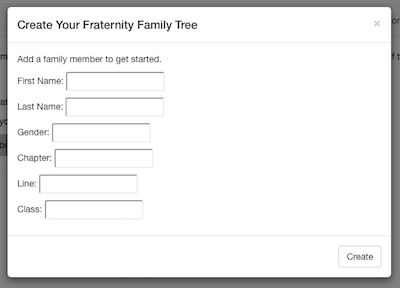 Create Your Fraternity Family Tree ×
Add a family member to get started.
First Name:
Last Name:
Gender:
Chapter:
Line:
Class:
Create